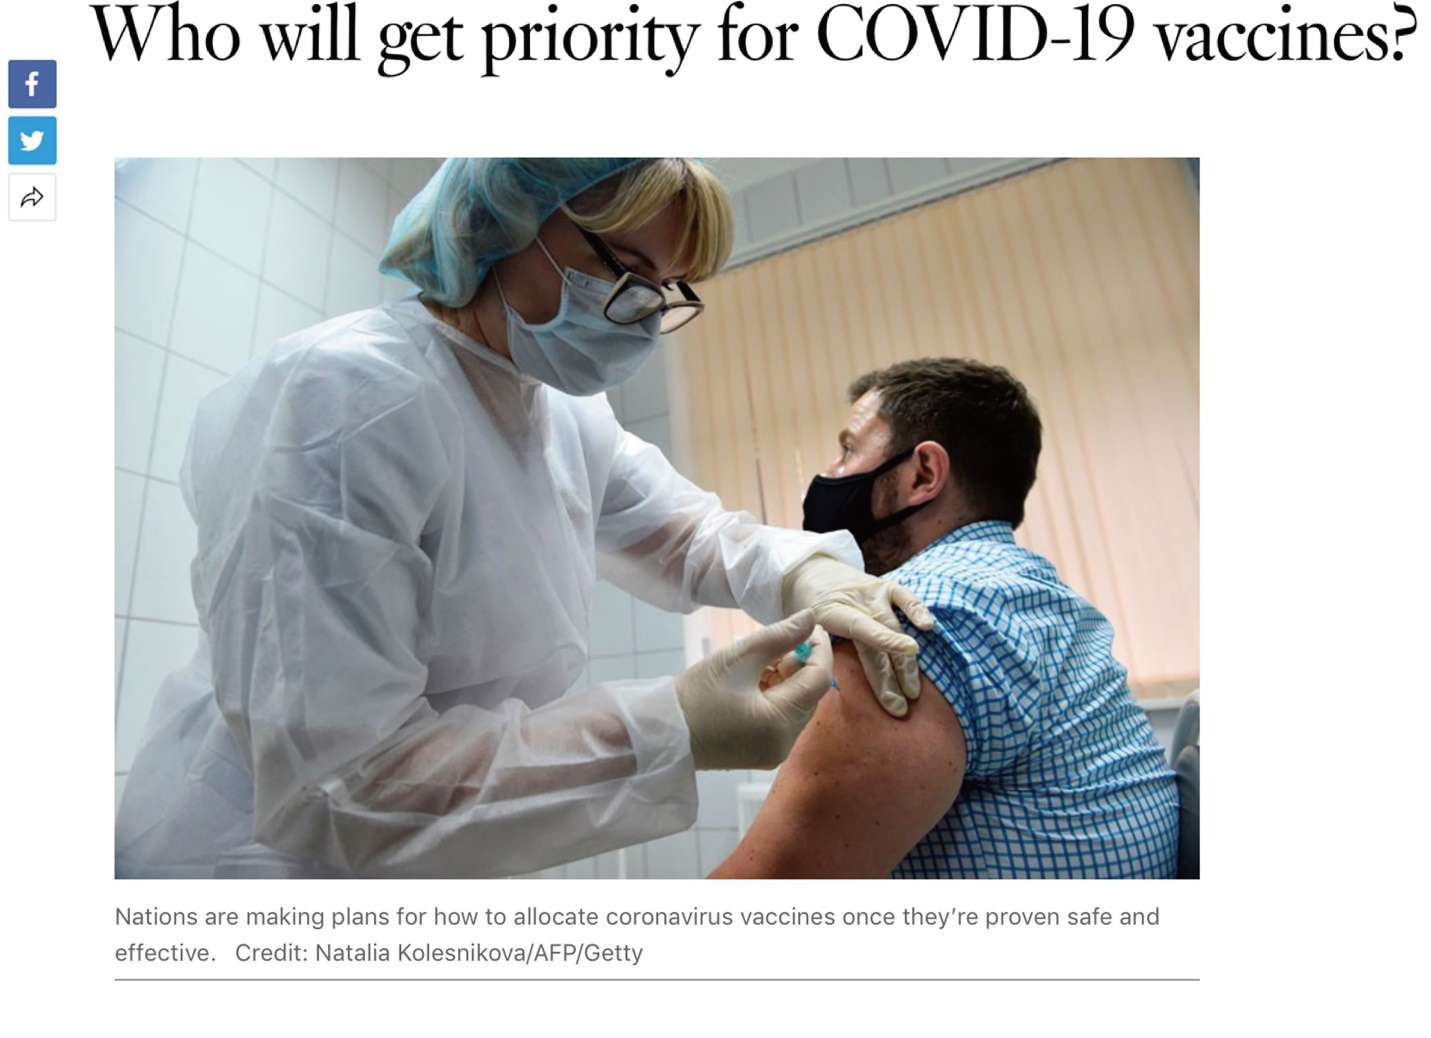 Who will get priority for COVID-19 vaccines?
Nations are making plans for how to allocate coronavirus vaccines once they’re proven safe and
effective. Credit: Natalia Kolesnikova/AFP/Getty